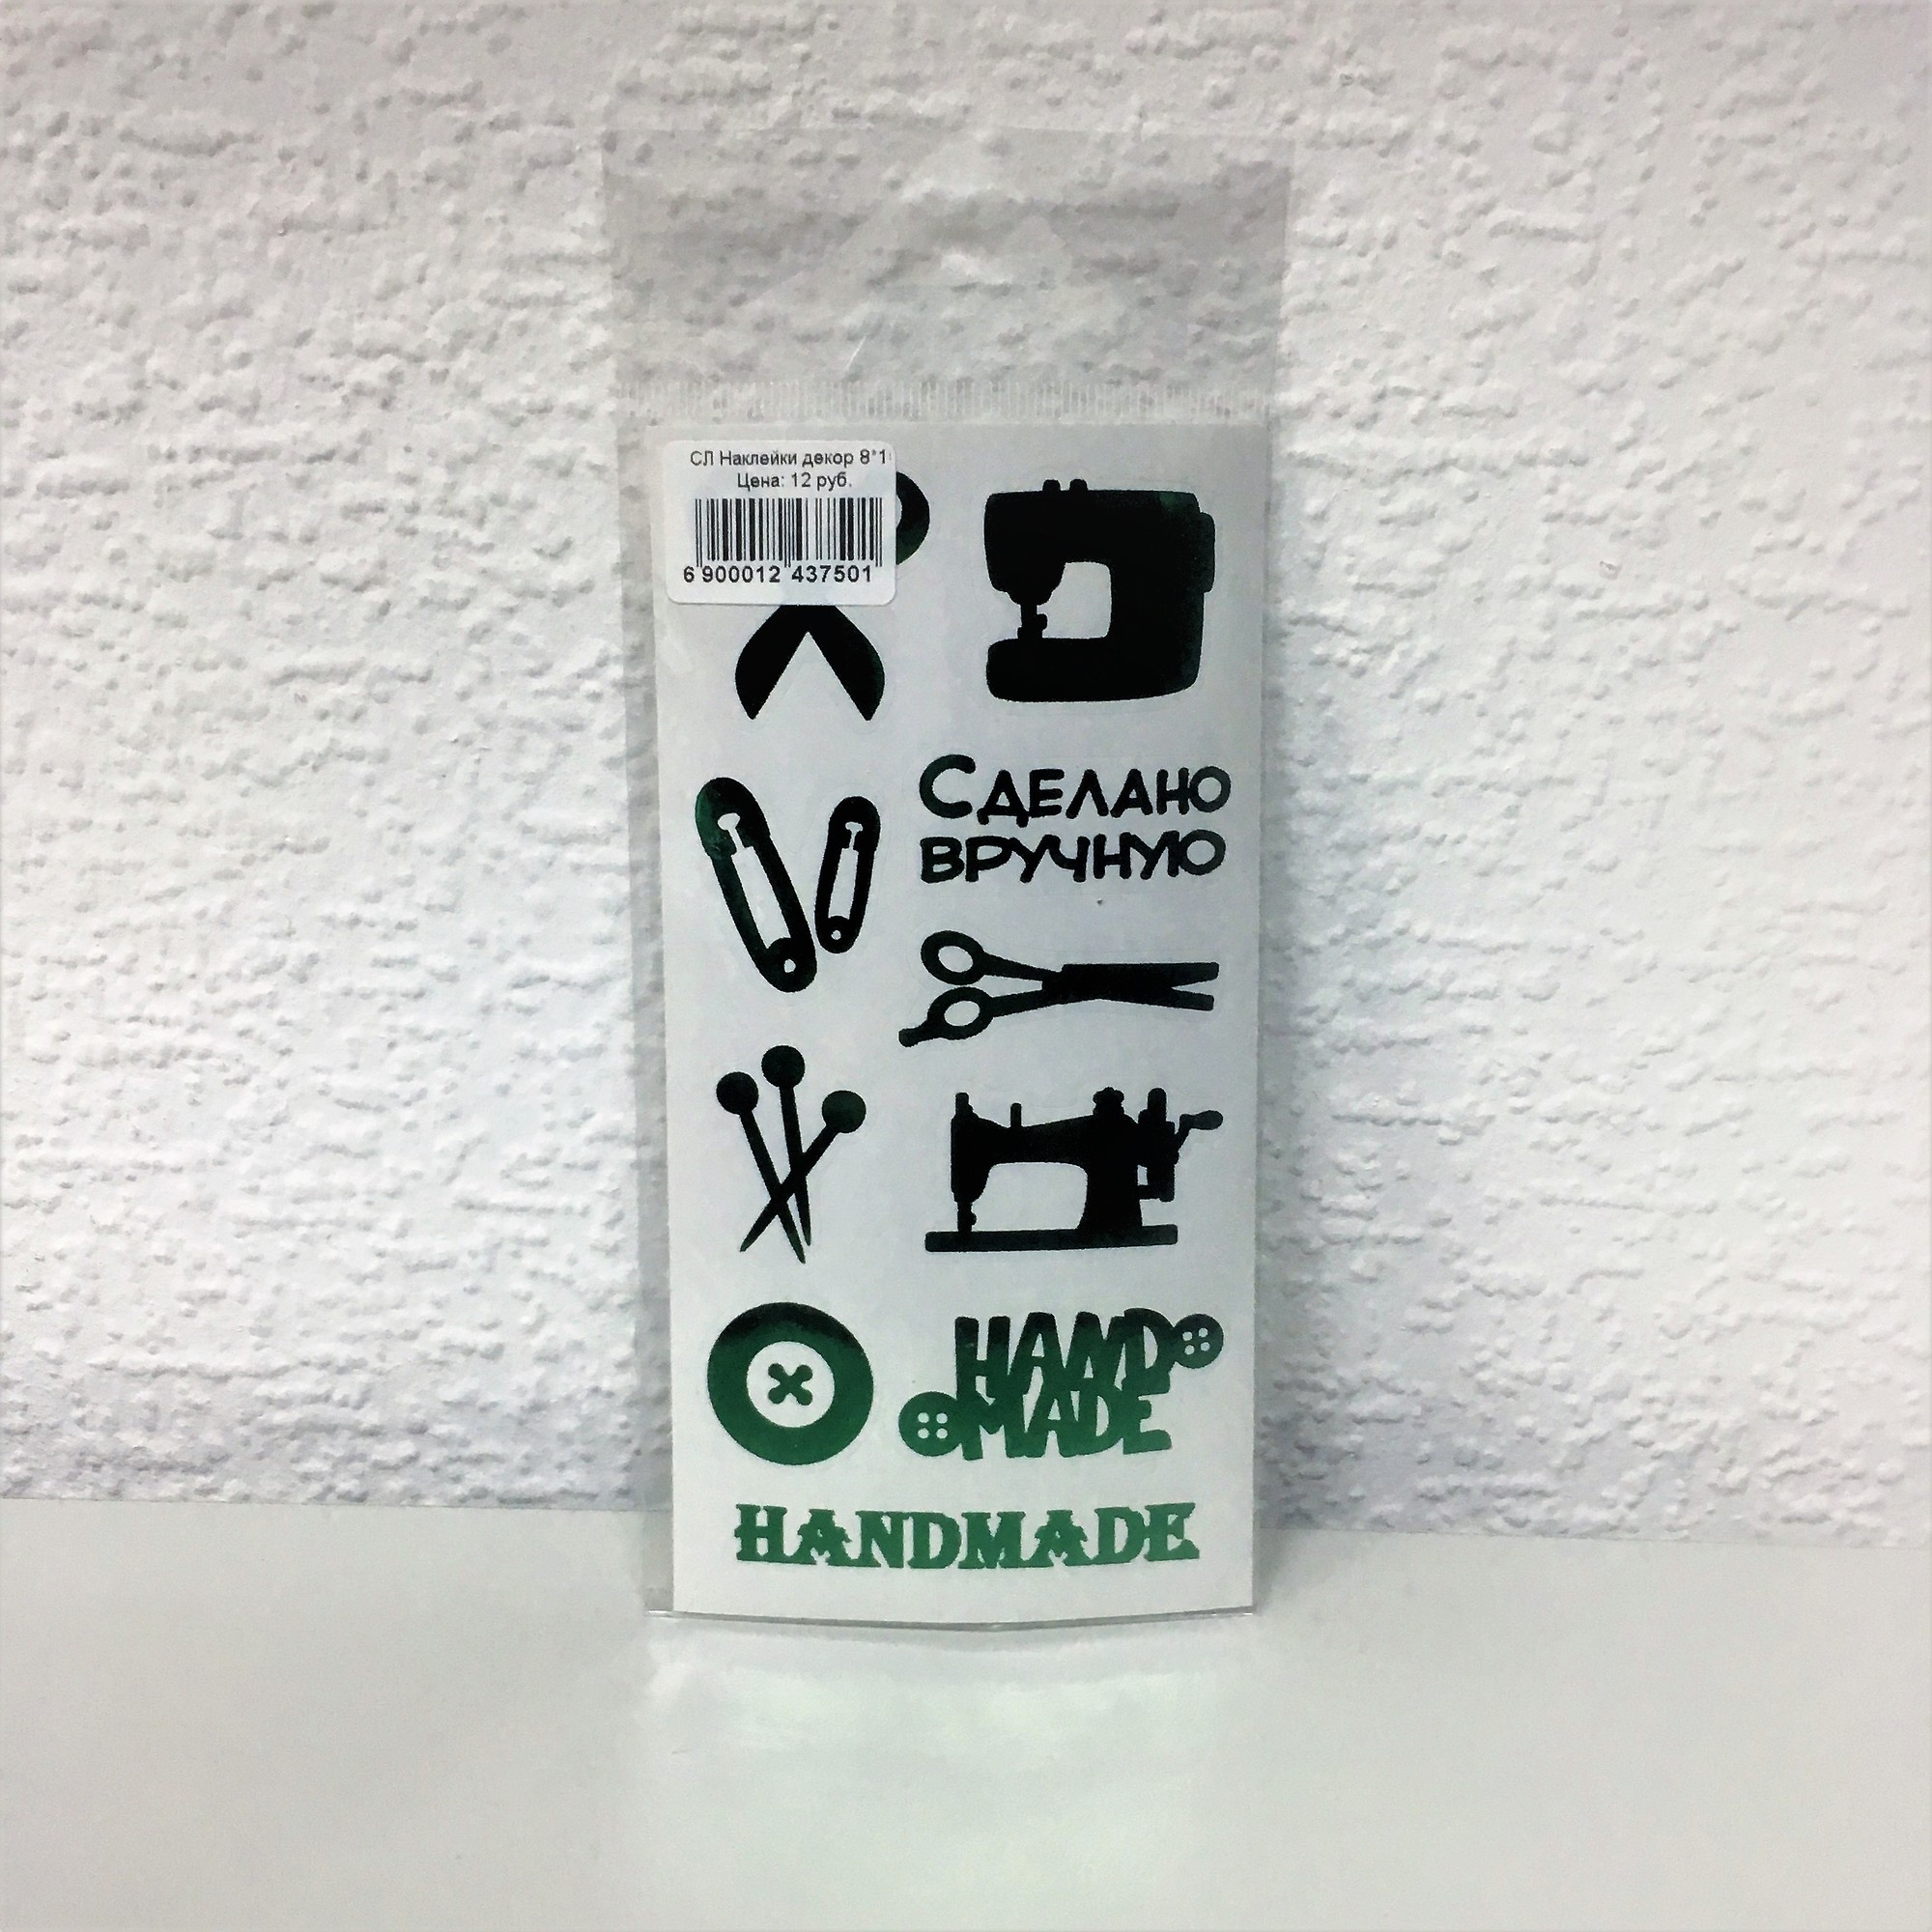 СЛ Наклейки декор 8*1
Цена: 12 руб.
6 900012 437501
СДЕЛАНО
ВРУЧНУЮ
HAND
MADE
HANDMADE